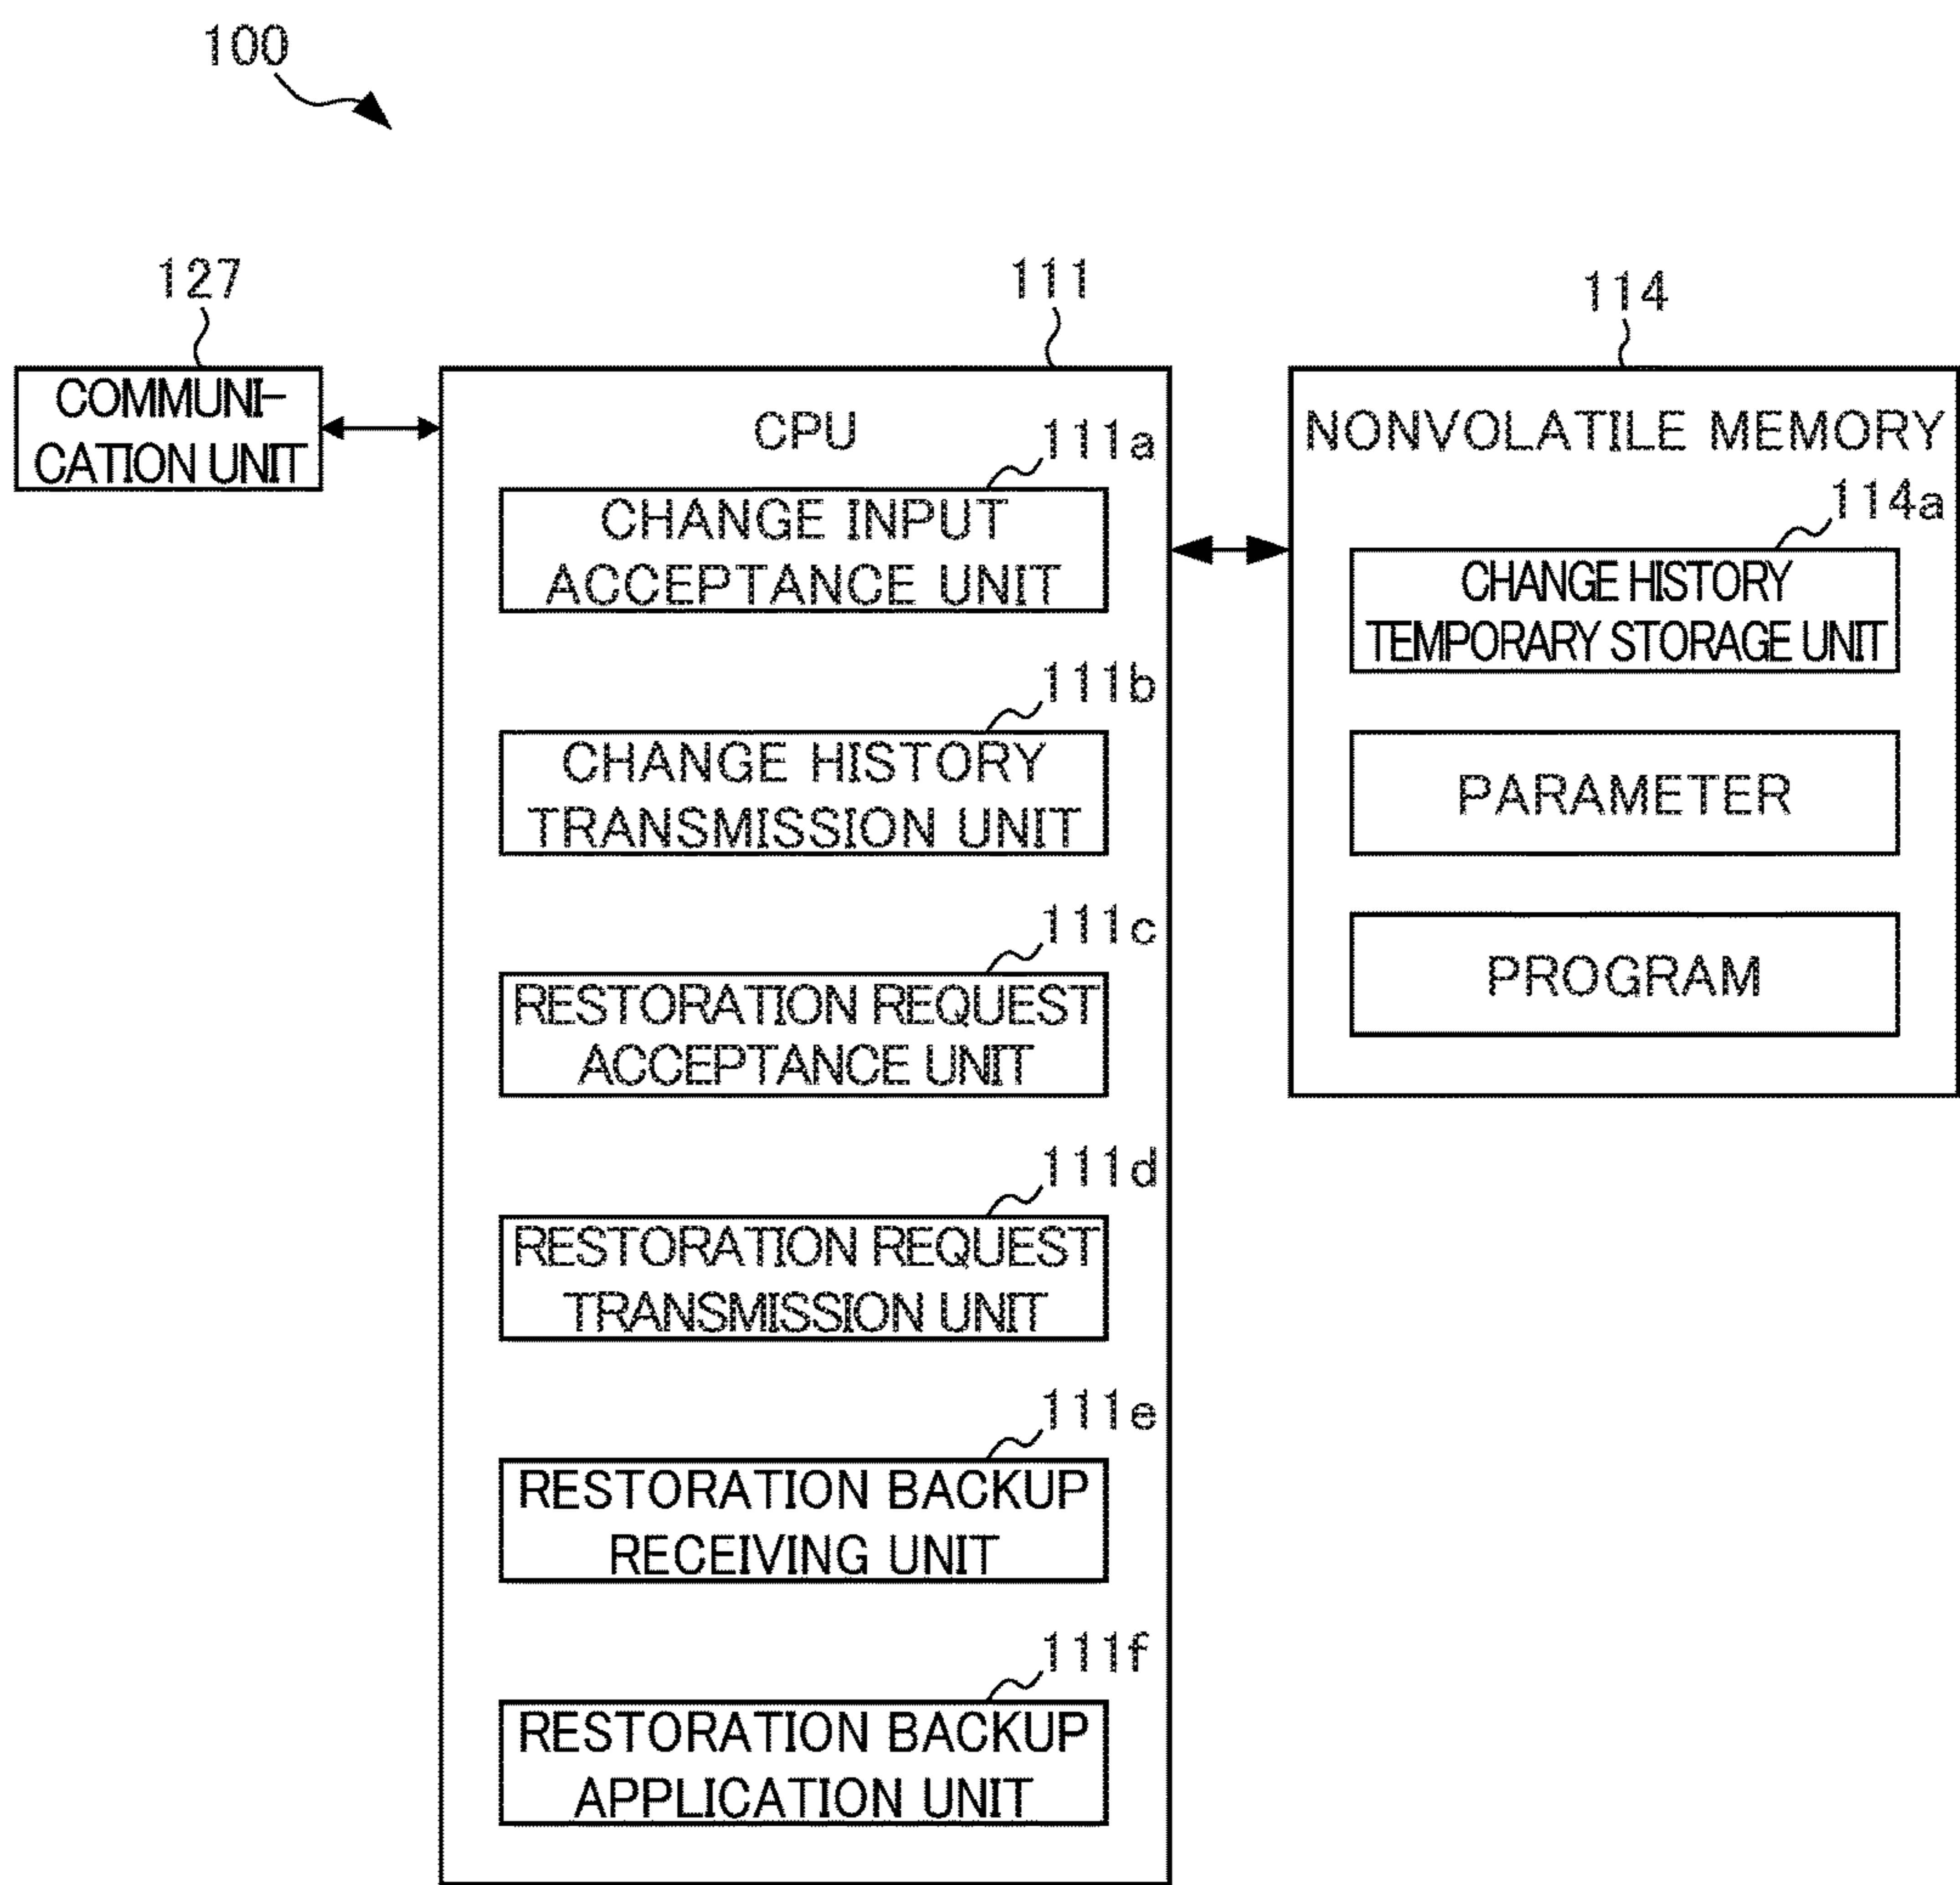 100
127
COMMUNI-
CATION UNIT
111
CPU
111a
CHANGE INPUT
ACCEPTANCE UNIT
111b
CHANGE HISTORY
TRANSMISSION UNIT
111c
RESTORATION REQUEST
ACCEPTANCE UNIT
111d
RESTORATION REQUEST
TRANSMISSION UNIT
111e
RESTORATION BACKUP
RECEIVING UNIT
111f
RESTORATION BACKUP
APPLICATION UNIT
114
NONVOLATILE MEMORY
114a
CHANGE HISTORY
TEMPORARY STORAGE UNIT
PARAMETER
PROGRAM